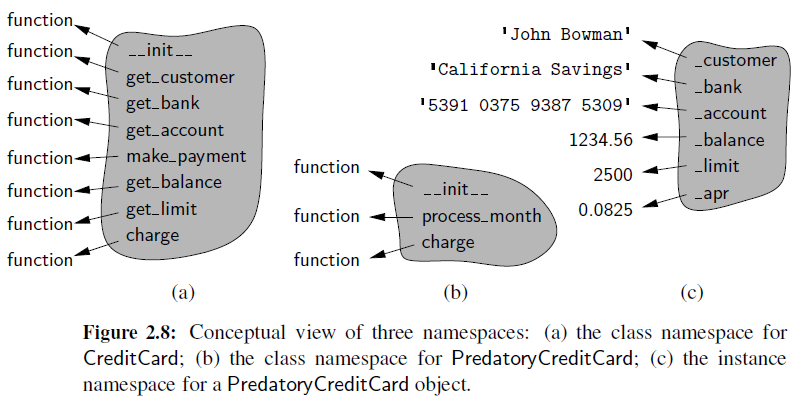 function
function
function
function
function
function
function
function
__init__
get_customer
get_bank
get_account
make_payment
get_balance
get_limit
charge
(a)
function
function
function
__init__
process_month
charge
(b)
'John Bowman'
'California Savings'
'5391 0375 9387 5309'
1234.56
2500
0.0825
_customer
_bank
_account
_balance
_limit
_apr
(c)
Figure 2.8: Conceptual view of three namespaces: (a) the class namespace for
CreditCard; (b) the class namespace for PredatoryCreditCard; (c) the instance
namespace for a PredatoryCreditCard object.